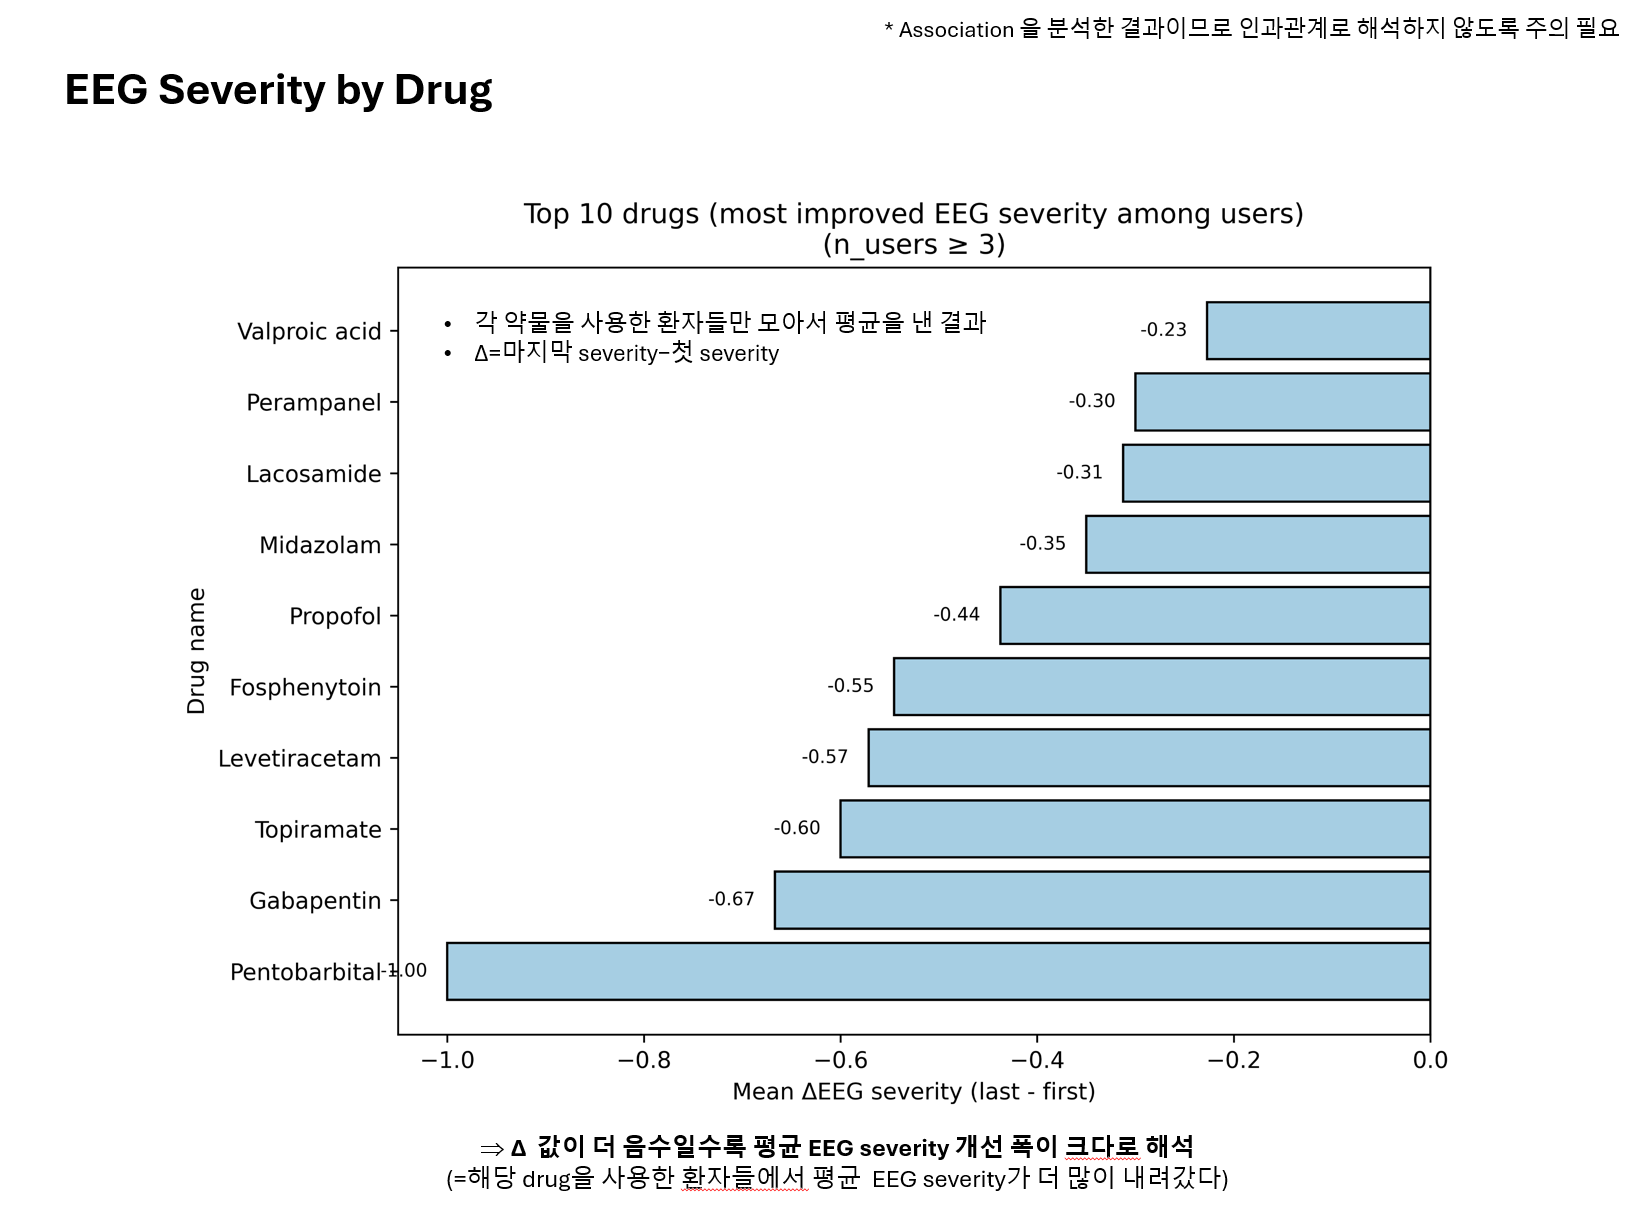 * Association 을 분석한 결과이므로 인과관계로 해석하지 않도록 주의 필요
EEG Severity by Drug
Top 10 drugs (most improved EEG severity among users)
(n_users ≥ 3)
• 각 약물을 사용한 환자들만 모아서 평균을 낸 결과
• Δ=마지막 severity−첫 severity
Drug name
Valproic acid -0.23
Perampanel -0.30
Lacosamide -0.31
Midazolam -0.35
Propofol -0.44
Fosphenytoin -0.55
Levetiracetam -0.57
Topiramate -0.60
Gabapentin -0.67
Pentobarbital -1.00
−1.0 −0.8 −0.6 −0.4 −0.2 0.0
Mean ΔEEG severity (last - first)
⇒ Δ 값이 더 음수일수록 평균 EEG severity 개선 폭이 크다로 해석
(=해당 drug을 사용한 환자들에서 평균 EEG severity가 더 많이 내려갔다)